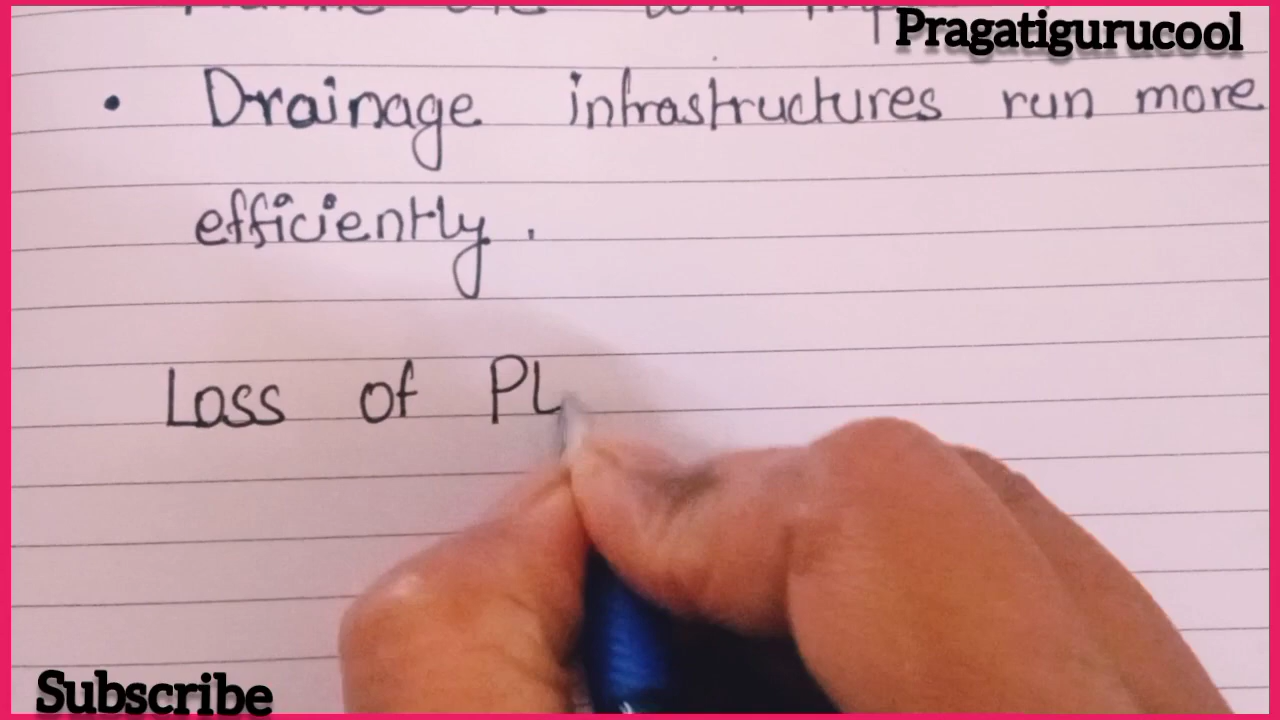 Pragatigurucool
• Drainage infrastructures run more
efficiently.
Loss of PL
Subscribe